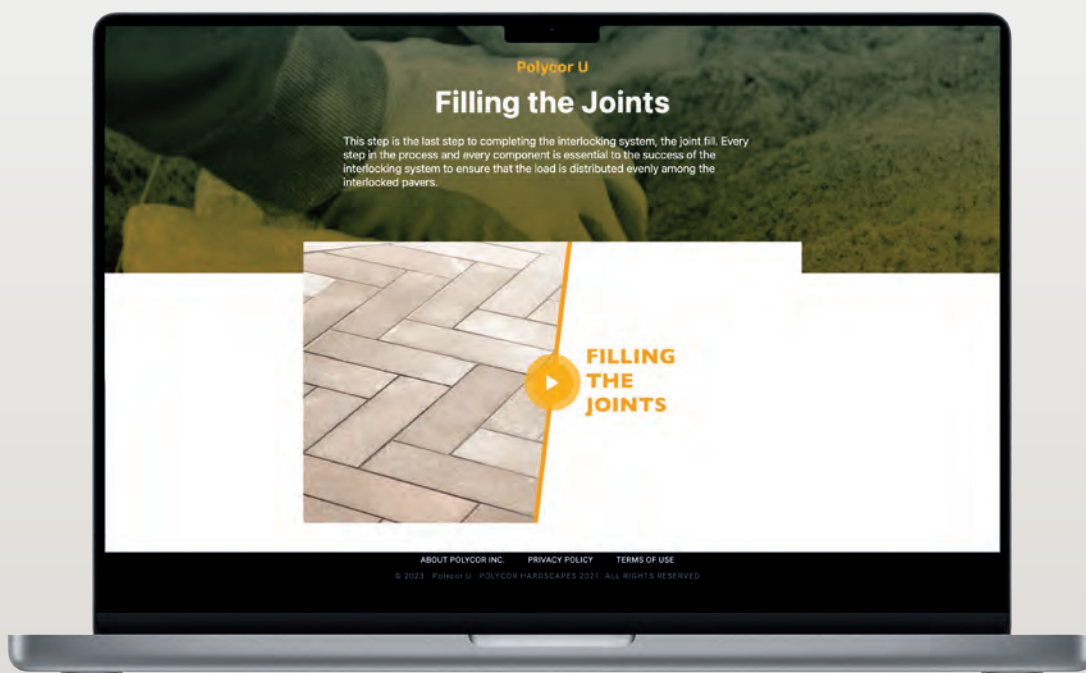 Polycor U
Filling the Joints
This step is the last step to completing the interlocking system, the joint fill. Every
step in the process and every component is essential to the success of the
interlocking system to ensure that the load is distributed evenly among the
interlocked pavers.
FILLING
THE
JOINTS
ABOUT POLYCOR INC. PRIVACY POLICY TERMS OF USE
© 2023 Polycor U POLYCOR HARDSCAPES 2021 ALL RIGHTS RESERVED